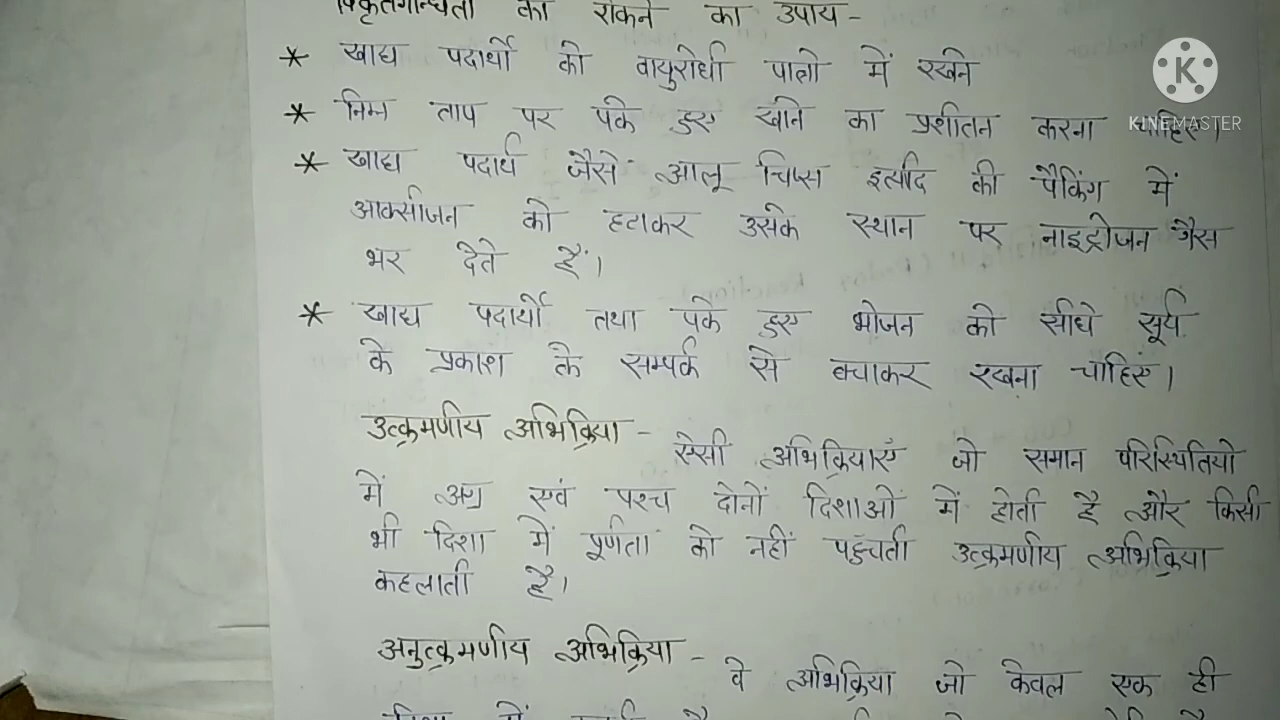 विकृतगन्धिता को रोकने का उपाय -
* खाद्य पदार्थो को वायुरोधी पात्रो में रखने
* निम्न ताप पर पके हुए खाने का प्रशीतन करना चाहिए।
* खाद्य पदार्थ जैसे आलू चिप्स इत्यादि की पैकिंग में
आक्सीजन को हटाकर उसके स्थान पर नाइट्रोजन गैस
भर देते हैं।
* खाद्य पदार्थो तथा पके हुए भोजन को सीधे सूर्य
के प्रकाश के सम्पर्क से बचाकर रखना चाहिएं।
उत्क्रमणीय अभिक्रिया - ऐसी अभिक्रियाएँ जो समान परिस्थितियो
में अग्र एवं पश्च दोनों दिशाओं में होती है और किसी
भी दिशा में पूर्णता को नहीं पहुँचती उत्क्रमणीय अभिक्रिया
कहलाती है।
अनुत्क्रमणीय अभिक्रिया - वे अभिक्रिया जो केवल एक ही
KINEMASTER